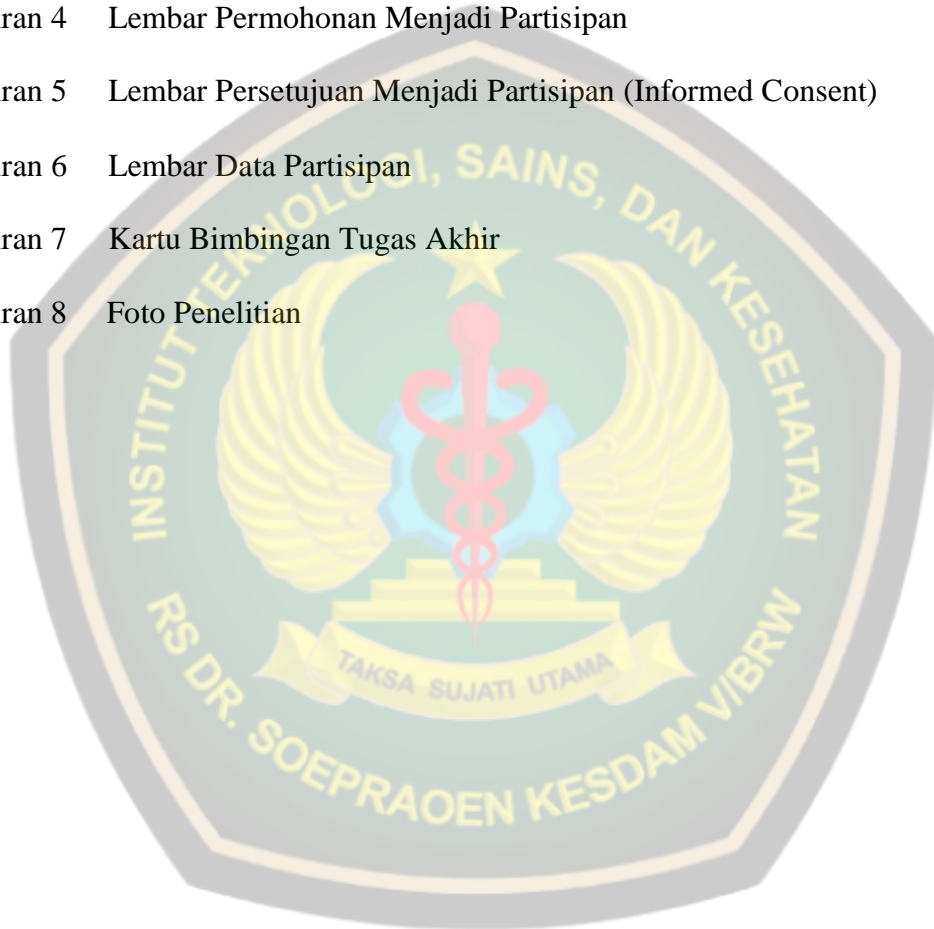 ran 4 Lembar Permohonan Menjadi Partisipan
ran 5 Lembar Persetujuan Menjadi Partisipan (Informed Consent)
ran 6 Lembar Data Partisipan
ran 7 Kartu Bimbingan Tugas Akhir
ran 8 Foto Penelitian
INSTITUT TEKNOLOGI, SAINS, DAN KESEHATAN
TAKSA SUJATI UTAMA
RS DR. SOEPRAOEN KESDAM V/BRW